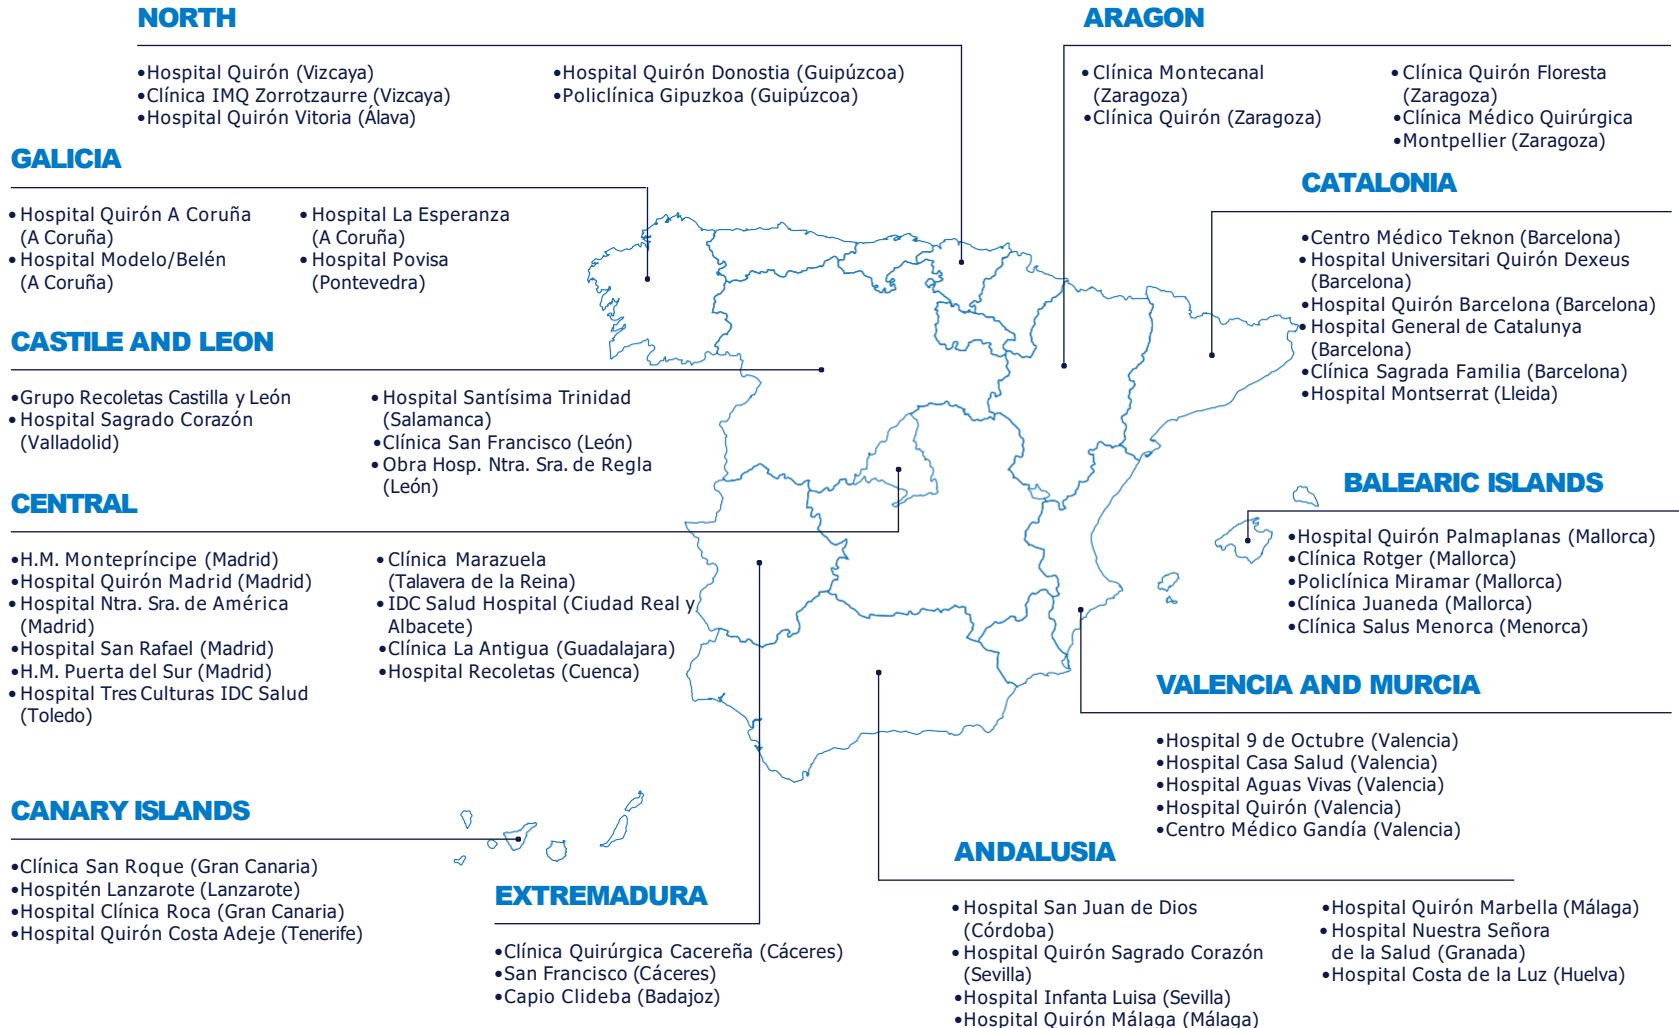 NORTH
•Hospital Quirón (Vizcaya)
•Clínica IMQ Zorrotzaurre (Vizcaya)
•Hospital Quirón Vitoria (Álava)
•Hospital Quirón Donostia (Guipúzcoa)
•Policlínica Gipuzkoa (Guipúzcoa)
ARAGON
•Clínica Montecanal
(Zaragoza)
•Clínica Quirón (Zaragoza)
•Clínica Quirón Floresta
(Zaragoza)
•Clínica Médico Quirúrgica
•Montpellier (Zaragoza)
GALICIA
•Hospital Quirón A Coruña
(A Coruña)
•Hospital Modelo/Belén
(A Coruña)
•Hospital La Esperanza
(A Coruña)
•Hospital Povisa
(Pontevedra)
CATALONIA
•Centro Médico Teknon (Barcelona)
•Hospital Universitari Quirón Dexeus
(Barcelona)
•Hospital Quirón Barcelona (Barcelona)
•Hospital General de Catalunya
(Barcelona)
•Clínica Sagrada Familia (Barcelona)
•Hospital Montserrat (Lleida)
CASTILE AND LEON
•Grupo Recoletas Castilla y León
•Hospital Sagrado Corazón
(Valladolid)
•Hospital Santísima Trinidad
(Salamanca)
•Clínica San Francisco (León)
•Obra Hosp. Ntra. Sra. de Regla
(León)
CENTRAL
•H.M. Montepríncipe (Madrid)
•Hospital Quirón Madrid (Madrid)
•Hospital Ntra. Sra. de América
(Madrid)
•Hospital San Rafael (Madrid)
•H.M. Puerta del Sur (Madrid)
•Hospital Tres Culturas IDC Salud
(Toledo)
•Clínica Marazuela
(Talavera de la Reina)
•IDC Salud Hospital (Ciudad Real y
Albacete)
•Clínica La Antigua (Guadalajara)
•Hospital Recoletas (Cuenca)
BALEARIC ISLANDS
•Hospital Quirón Palmaplanas (Mallorca)
•Clínica Rotger (Mallorca)
•Policlínica Miramar (Mallorca)
•Clínica Juaneda (Mallorca)
•Clínica Salus Menorca (Menorca)
VALENCIA AND MURCIA
•Hospital 9 de Octubre (Valencia)
•Hospital Casa Salud (Valencia)
•Hospital Aguas Vivas (Valencia)
•Hospital Quirón (Valencia)
•Centro Médico Gandía (Valencia)
CANARY ISLANDS
•Clínica San Roque (Gran Canaria)
•Hospitén Lanzarote (Lanzarote)
•Hospital Clínica Roca (Gran Canaria)
•Hospital Quirón Costa Adeje (Tenerife)
EXTREMADURA
•Clínica Quirúrgica Cacereña (Cáceres)
•San Francisco (Cáceres)
•Capio Clideba (Badajoz)
ANDALUSIA
•Hospital San Juan de Dios
(Córdoba)
•Hospital Quirón Sagrado Corazón
(Sevilla)
•Hospital Infanta Luisa (Sevilla)
•Hospital Quirón Málaga (Málaga)
•Hospital Quirón Marbella (Málaga)
•Hospital Nuestra Señora
de la Salud (Granada)
•Hospital Costa de la Luz (Huelva)